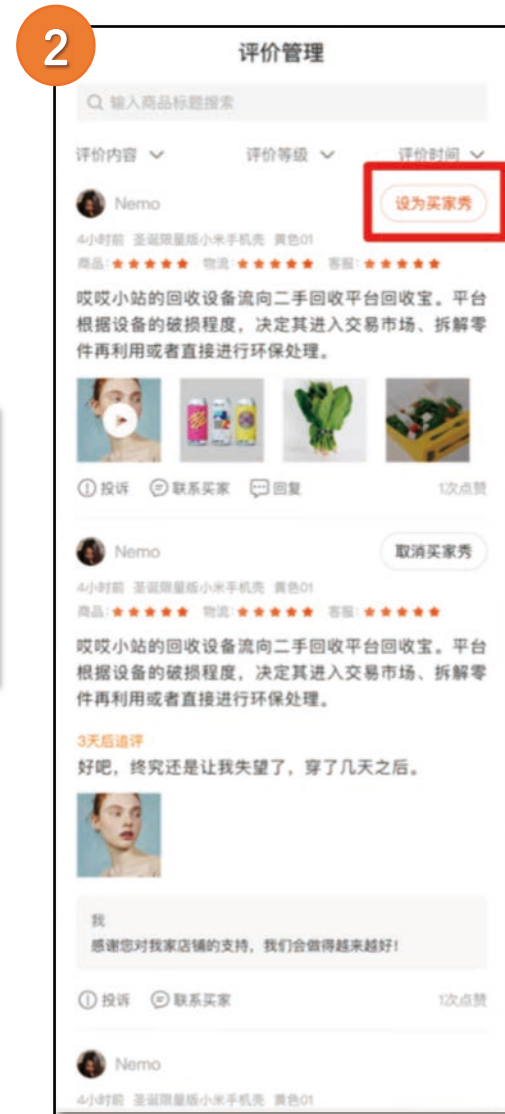 2
评价管理
输入商品标题搜索
评价内容 评价等级 评价时间
Nemo 设为买家秀
4小时前 圣诞限量版小米手机壳 黄色01
商品:★★★★★ 物流:★★★★★ 客服:★★★★★
哎哎小站的回收设备流向二手回收平台回收宝。平台
根据设备的破损程度，决定其进入交易市场、拆解零
件再利用或者直接进行环保处理。
投诉 联系买家 回复 1次点赞
Nemo 取消买家秀
4小时前 圣诞限量版小米手机壳 黄色01
商品:★★★★★ 物流:★★★★★ 客服:★★★★★
哎哎小站的回收设备流向二手回收平台回收宝。平台
根据设备的破损程度，决定其进入交易市场、拆解零
件再利用或者直接进行环保处理。
3天后追评
好吧，终究还是让我失望了，穿了几天之后。
我
感谢您对我家店铺的支持，我们会做得越来越好！
投诉 联系买家 1次点赞
Nemo
4小时前 圣诞限量版小米手机壳 黄色01